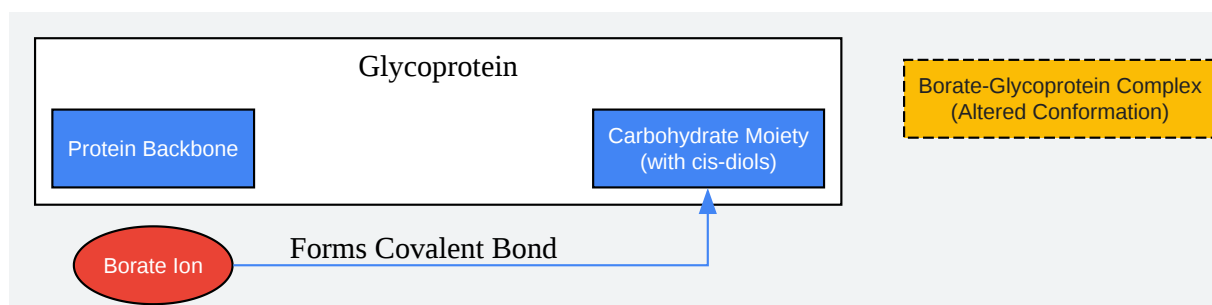 Glycoprotein
Protein Backbone
Carbohydrate Moiety
(with cis-diols)
Borate-Glycoprotein Complex
(Altered Conformation)
Borate Ion
Forms Covalent Bond